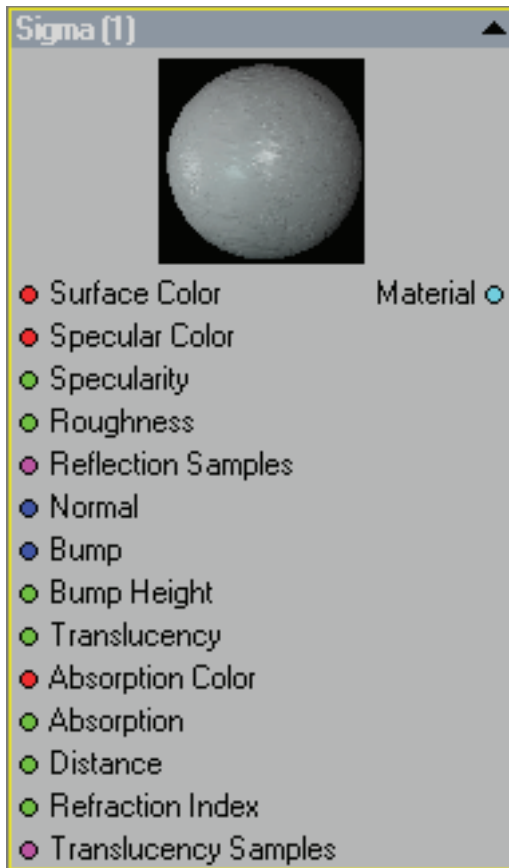 Sigma (1)
Surface Color Material
Specular Color
Specularity
Roughness
Reflection Samples
Normal
Bump
Bump Height
Translucency
Absorption Color
Absorption
Distance
Refraction Index
Translucency Samples